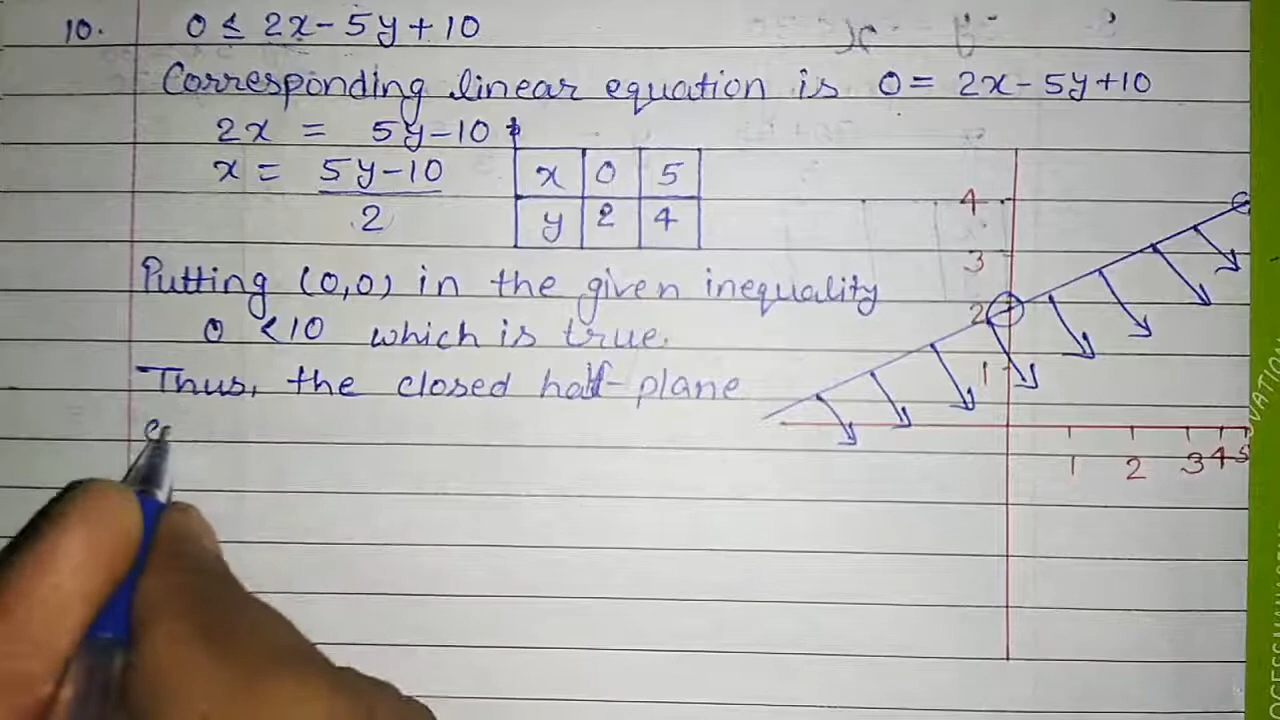 10. 0 ≤ 2x - 5y + 10
Corresponding linear equation is 0 = 2x - 5y + 10
2x = 5y - 10
x = 5y - 10
2
x 0 5
y 2 4
Putting (0,0) in the given inequality
0 < 10 which is true.
Thus, the closed half-plane
4
3
2
1
1 2 3 4 5